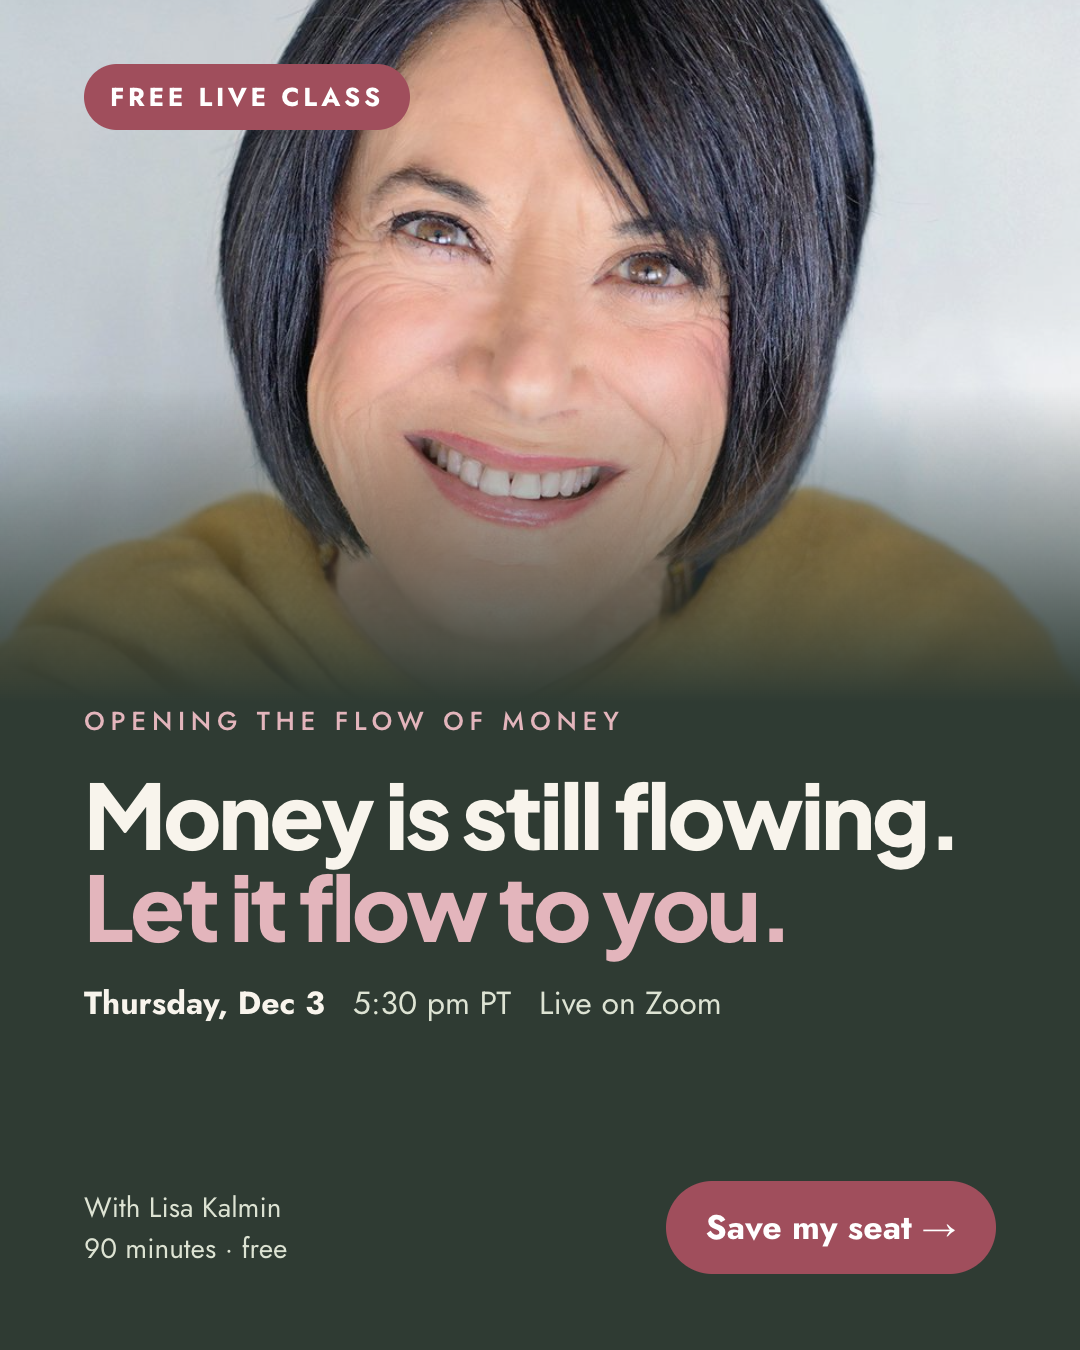 FREE LIVE CLASS
OPENING THE FLOW OF MONEY
Money is still flowing.
Let it flow to you.
Thursday, Dec 3 5:30 pm PT Live on Zoom
With Lisa Kalmin
90 minutes · free
Save my seat →